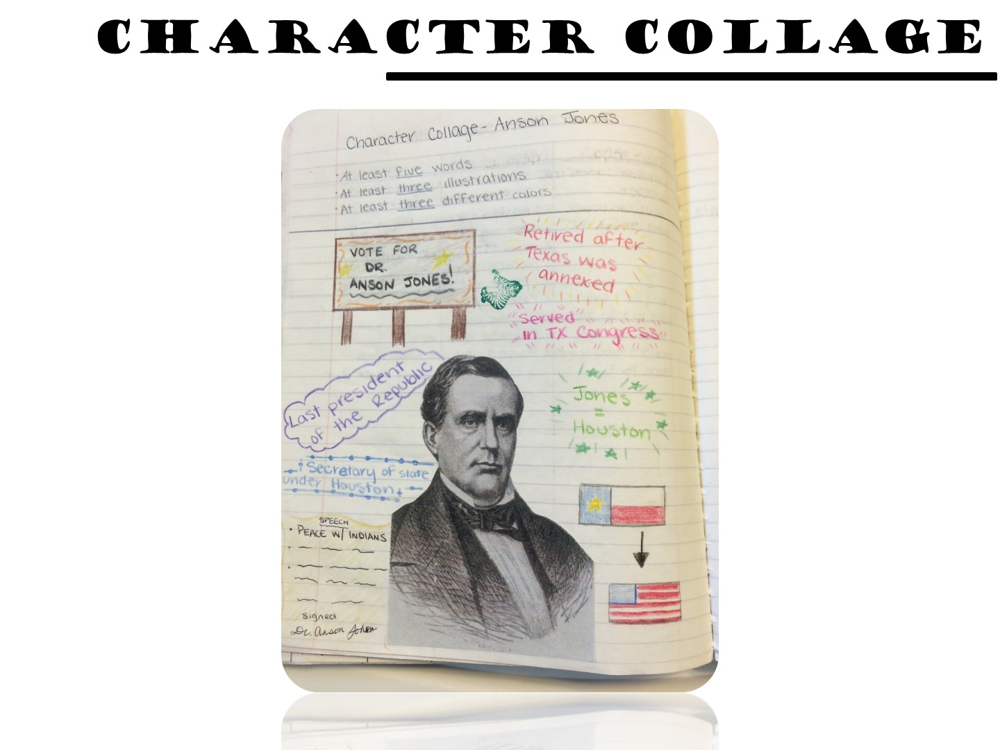 CHARACTER COLLAGE
Character Collage - Anson Jones
• At least five words
• At least three illustrations
• At least three different colors
VOTE FOR
DR.
ANSON JONES!
Retired after
Texas was
annexed
Served
in TX Congress
Last president
of the Republic
Jones
=
Houston
Secretary of state
under Houston
SPEECH
• PEACE W/ INDIANS
signed
Dr. Anson Jones